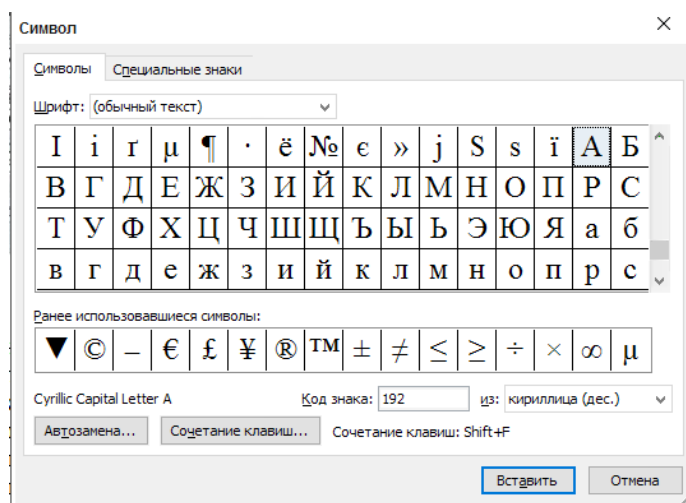 Символ
Символы Специальные знаки
Шрифт: (обычный текст)
І і ґ µ ¶ · ё № є » ј Ѕ ѕ ї А Б
В Г Д Е Ж З И Й К Л М Н О П Р С
Т У Ф Х Ц Ч Ш Щ Ъ Ы Ь Э Ю Я а б
в г д е ж з и й к л м н о п р с
Ранее использовавшиеся символы:
▼ © – € £ ¥ ® ™ ± ≠ ≤ ≥ ÷ × ∞ µ
Cyrillic Capital Letter A Код знака: 192 из: кириллица (дес.)
Автозамена... Сочетание клавиш... Сочетание клавиш: Shift+F
Вставить Отмена